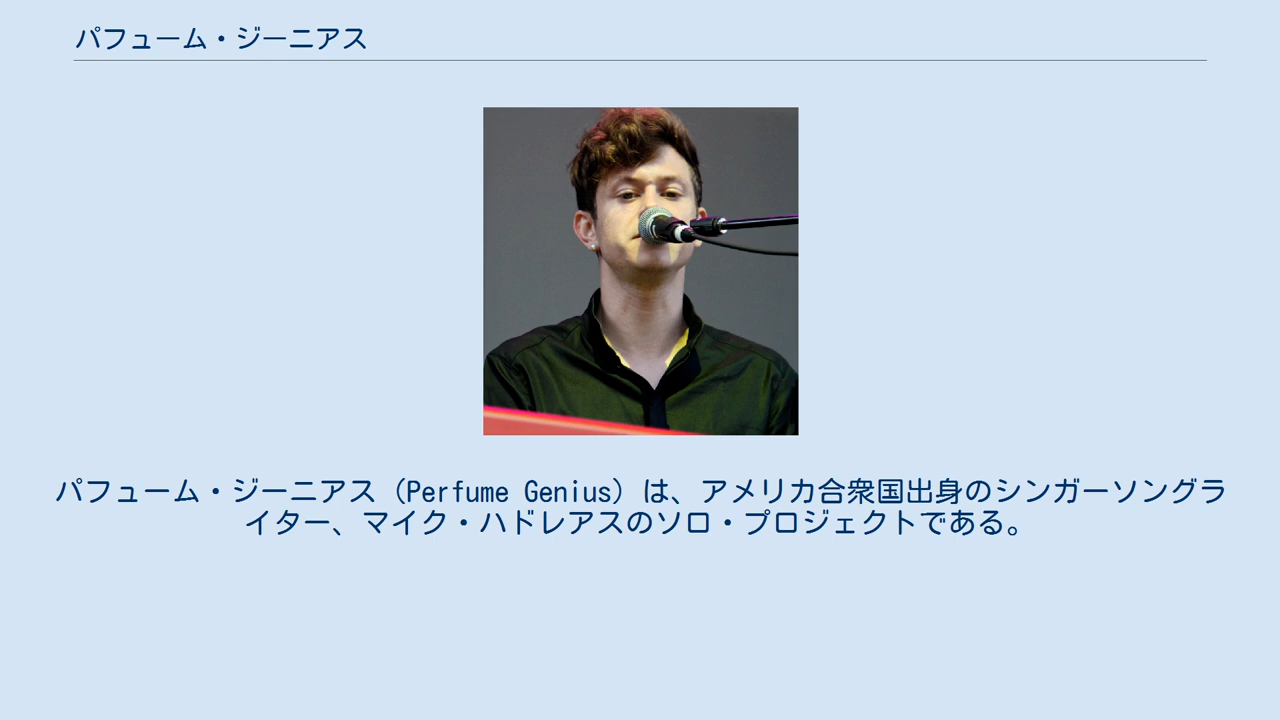 パフューム・ジーニアス
パフューム・ジーニアス（Perfume Genius）は、アメリカ合衆国出身のシンガーソングラ
イター、マイク・ハドレアスのソロ・プロジェクトである。